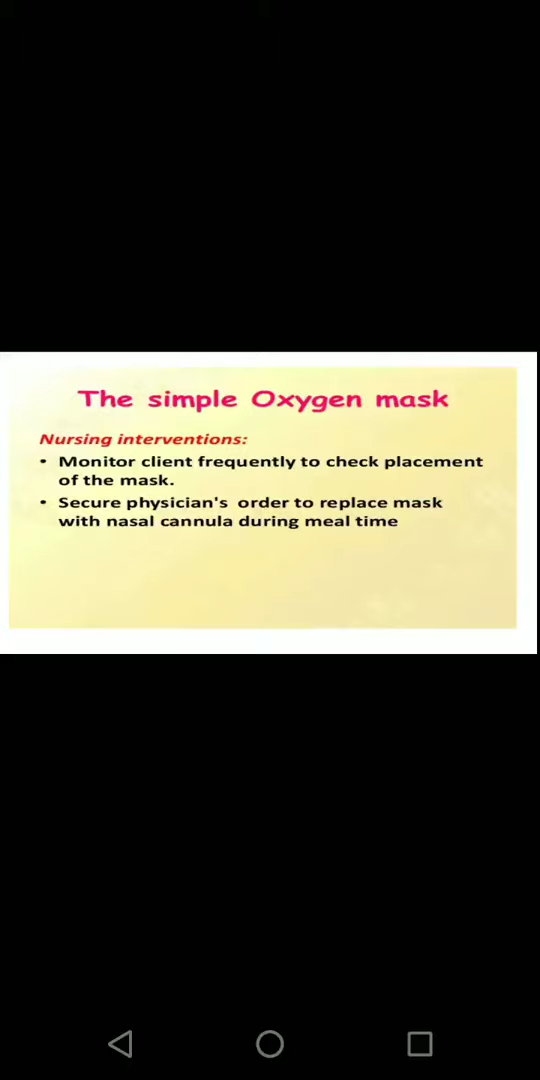 The simple Oxygen mask
Nursing interventions:
• Monitor client frequently to check placement
of the mask.
• Secure physician's order to replace mask
with nasal cannula during meal time